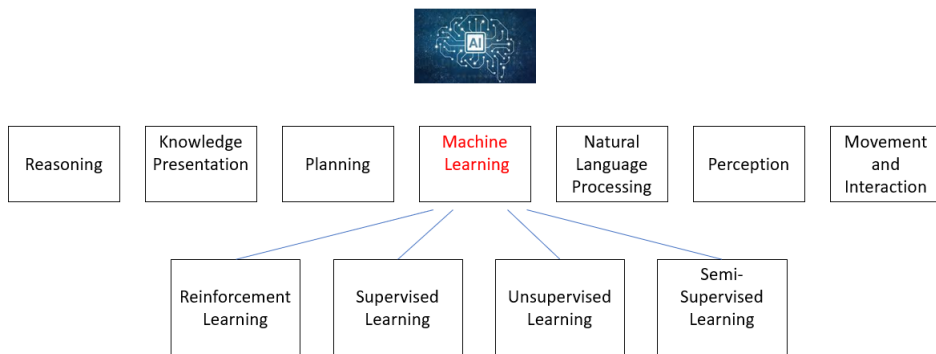 AI
Reasoning
Knowledge
Presentation
Planning
Machine
Learning
Natural
Language
Processing
Perception
Movement
and
Interaction
Reinforcement
Learning
Supervised
Learning
Unsupervised
Learning
Semi-
Supervised
Learning